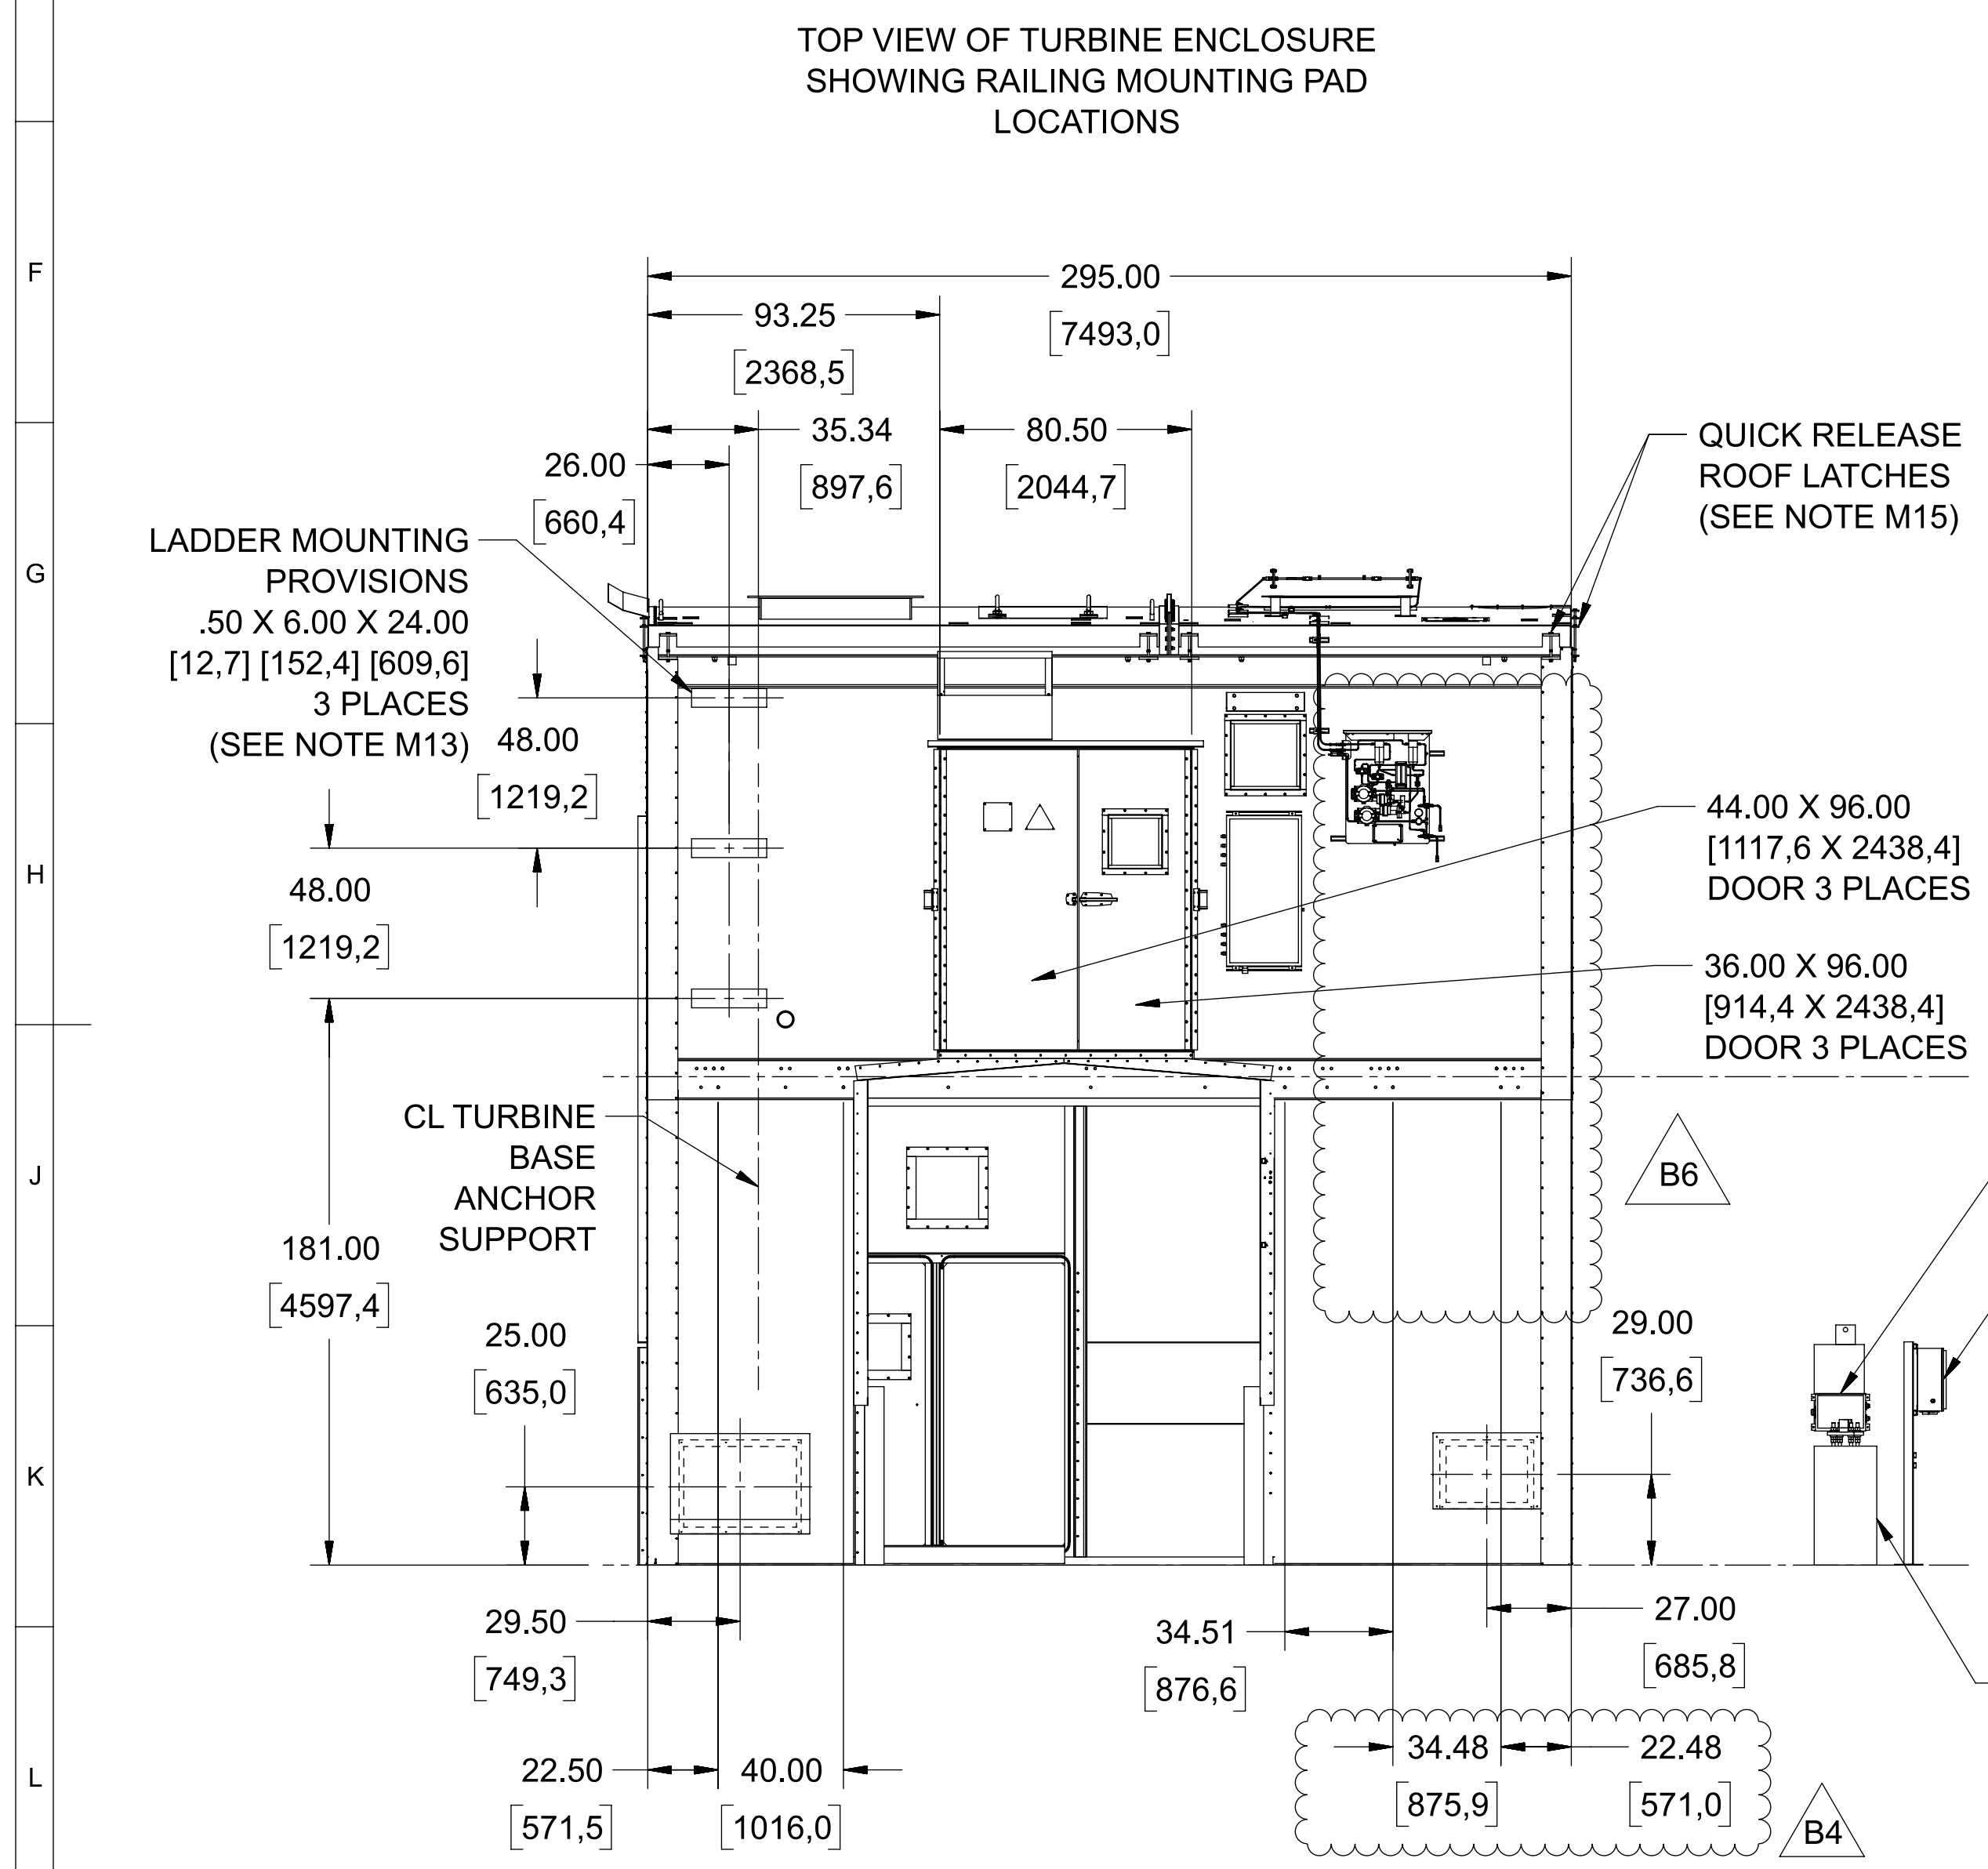 TOP VIEW OF TURBINE ENCLOSURE
SHOWING RAILING MOUNTING PAD
LOCATIONS
F
G
H
J
K
L
295.00
[7493,0]
93.25
[2368,5]
35.34
[897,6]
80.50
[2044,7]
26.00
[660,4]
QUICK RELEASE
ROOF LATCHES
(SEE NOTE M15)
LADDER MOUNTING
PROVISIONS
.50 X 6.00 X 24.00
[12,7] [152,4] [609,6]
3 PLACES
(SEE NOTE M13)
48.00
[1219,2]
48.00
[1219,2]
44.00 X 96.00
[1117,6 X 2438,4]
DOOR 3 PLACES
36.00 X 96.00
[914,4 X 2438,4]
DOOR 3 PLACES
CL TURBINE
BASE
ANCHOR
SUPPORT
B6
181.00
[4597,4]
25.00
[635,0]
29.00
[736,6]
29.50
[749,3]
34.51
[876,6]
27.00
[685,8]
22.50
[571,5]
40.00
[1016,0]
34.48
[875,9]
22.48
[571,0]
B4